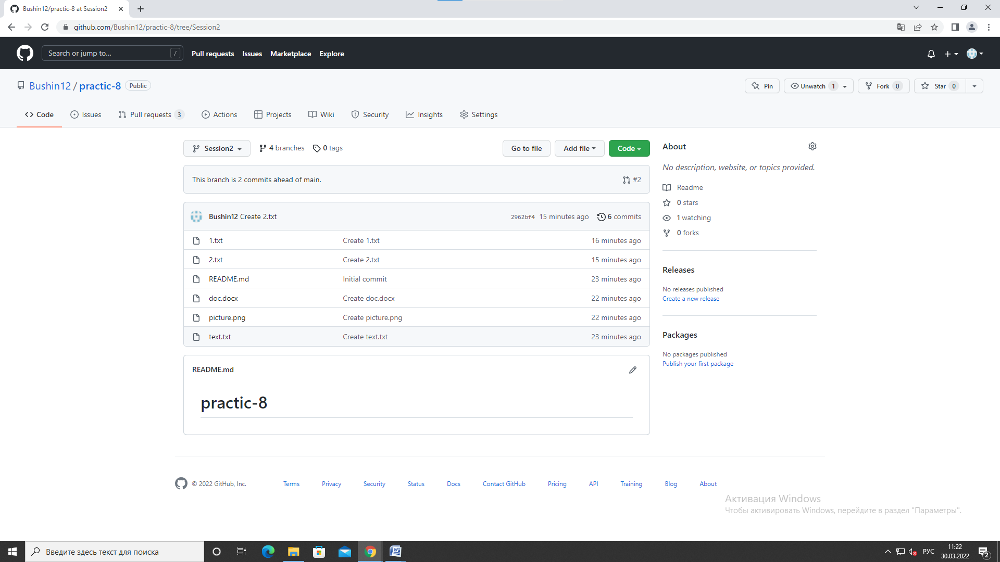 Bushin12/practic-8 at Session2
github.com/Bushin12/practic-8/tree/Session2
Search or jump to... /
Pull requests Issues Marketplace Explore
Bushin12 / practic-8 Public
Pin Unwatch 1 Fork 0 Star 0
Code Issues Pull requests 3 Actions Projects Wiki Security Insights Settings
Session2 4 branches 0 tags Go to file Add file Code
This branch is 2 commits ahead of main. #2
Bushin12 Create 2.txt 2962bf4 15 minutes ago 6 commits
1.txt Create 1.txt 16 minutes ago
2.txt Create 2.txt 15 minutes ago
README.md Initial commit 23 minutes ago
doc.docx Create doc.docx 22 minutes ago
picture.png Create picture.png 22 minutes ago
text.txt Create text.txt 23 minutes ago
README.md
practic-8
About
No description, website, or topics provided.
Readme
0 stars
1 watching
0 forks
Releases
No releases published
Create a new release
Packages
No packages published
Publish your first package
© 2022 GitHub, Inc. Terms Privacy Security Status Docs Contact GitHub Pricing API Training Blog About
Активация Windows
Чтобы активировать Windows, перейдите в раздел "Параметры".
Введите здесь текст для поиска
РУС
11:22
30.03.2022
2